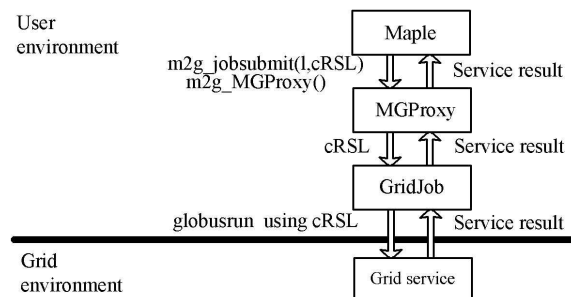 User
environment
Maple
m2g_jobsubmit(l,cRSL)
m2g_MGProxy()
Service result
MGProxy
cRSL
Service result
GridJob
globusrun using cRSL
Service result
Grid
environment
Grid service